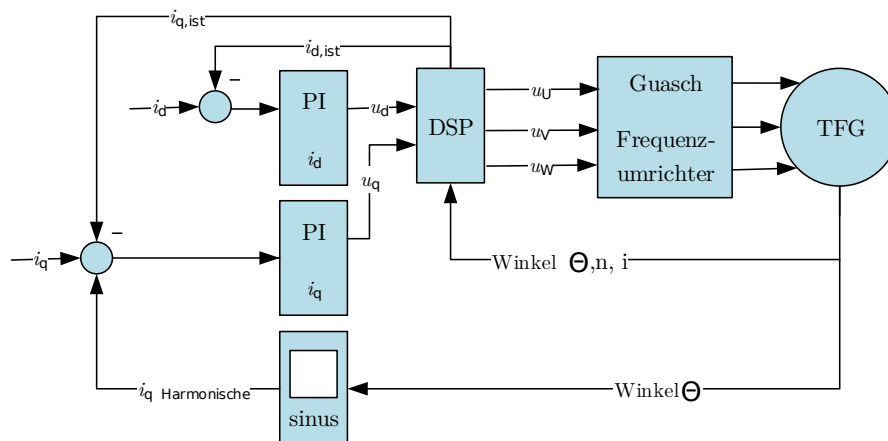 i_q,ist
i_d,ist
−
i_d
PI
i_d
u_d
DSP
u_U
u_V
u_W
Guasch
Frequenz-
umrichter
TFG
u_q
−
i_q
PI
i_q
Winkel Θ,n, i
i_q Harmonische
sinus
Winkel Θ